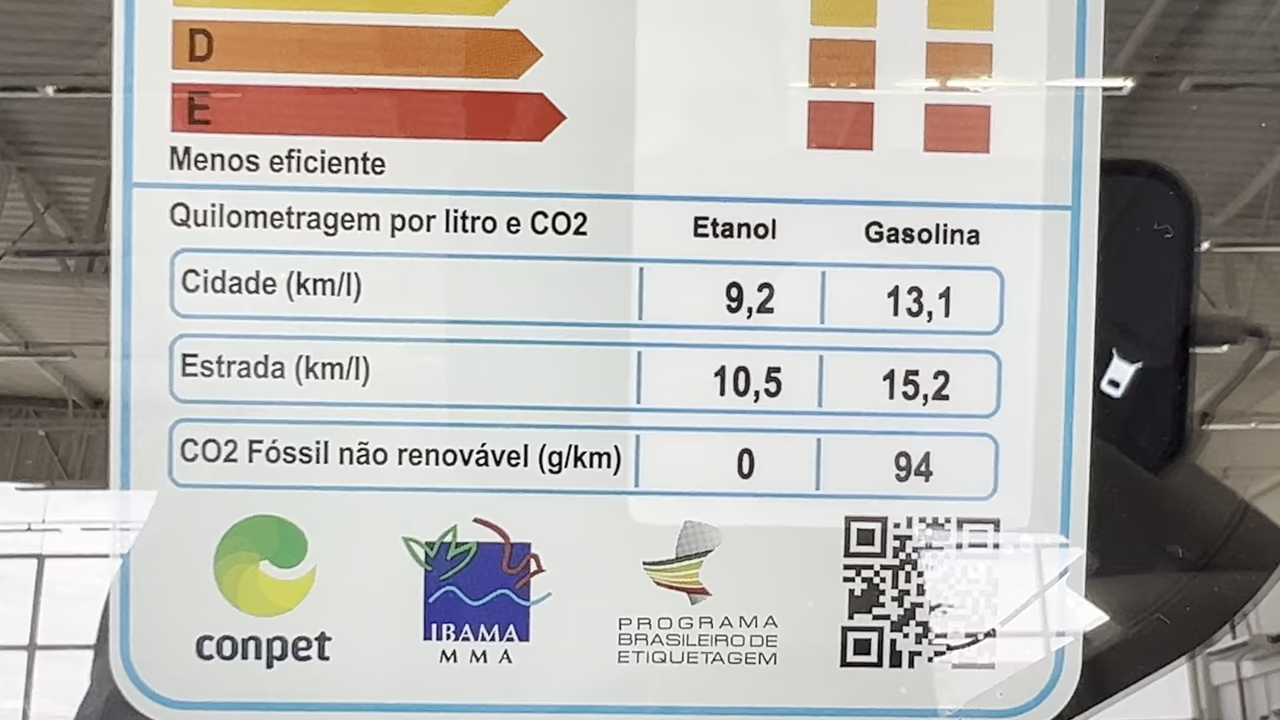 D
E
Menos eficiente
Quilometragem por litro e CO2 Etanol Gasolina
Cidade (km/l) 9,2 13,1
Estrada (km/l) 10,5 15,2
CO2 Fóssil não renovável (g/km) 0 94
conpet
IBAMA
MMA
PROGRAMA
BRASILEIRO DE
ETIQUETAGEM